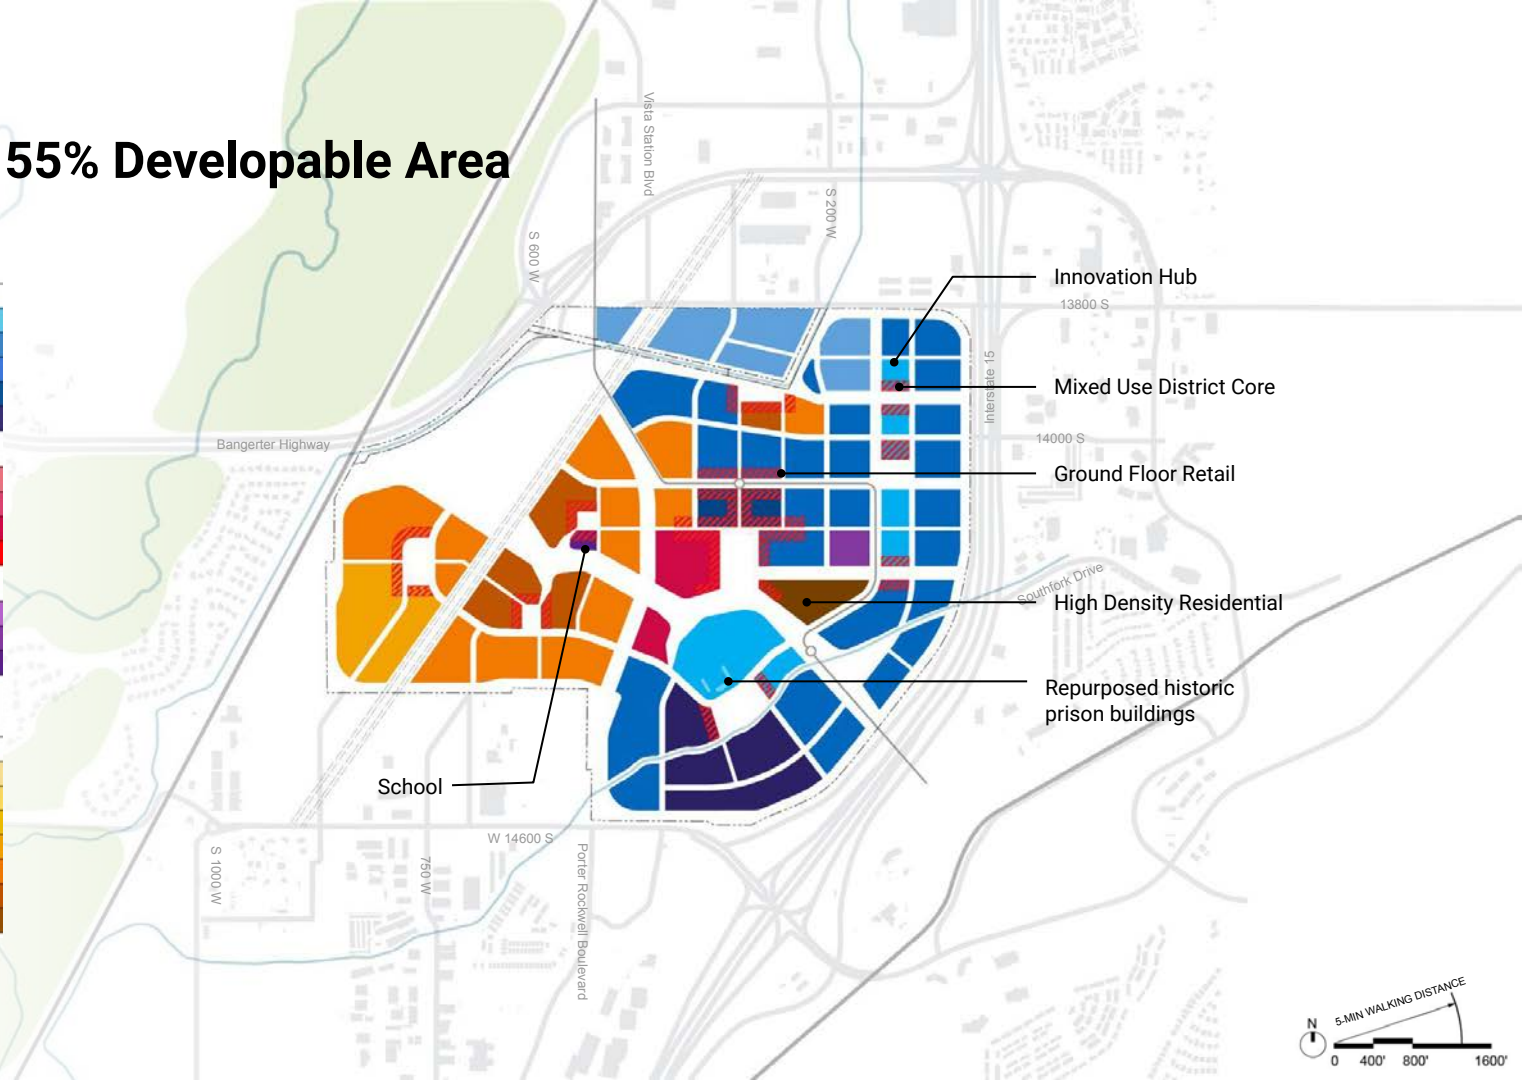 55% Developable Area
Vista Station Blvd
S 200 W
S 600 W
Innovation Hub
13800 S
Interstate 15
Mixed Use District Core
14000 S
Bangerter Highway
Ground Floor Retail
Southfork Drive
High Density Residential
Repurposed historic
prison buildings
School
W 14600 S
S 1000 W
750 W
Porter Rockwell Boulevard
5-MIN WALKING DISTANCE
N
0 400' 800' 1600'